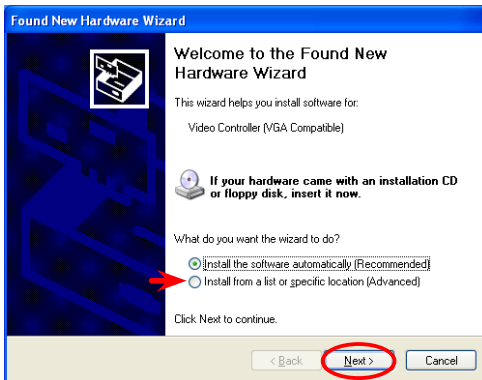 Found New Hardware Wizard
Welcome to the Found New
Hardware Wizard
This wizard helps you install software for:
Video Controller (VGA Compatible)
If your hardware came with an installation CD
or floppy disk, insert it now.
What do you want the wizard to do?
Install the software automatically (Recommended)
Install from a list or specific location (Advanced)
Click Next to continue.
< Back
Next >
Cancel